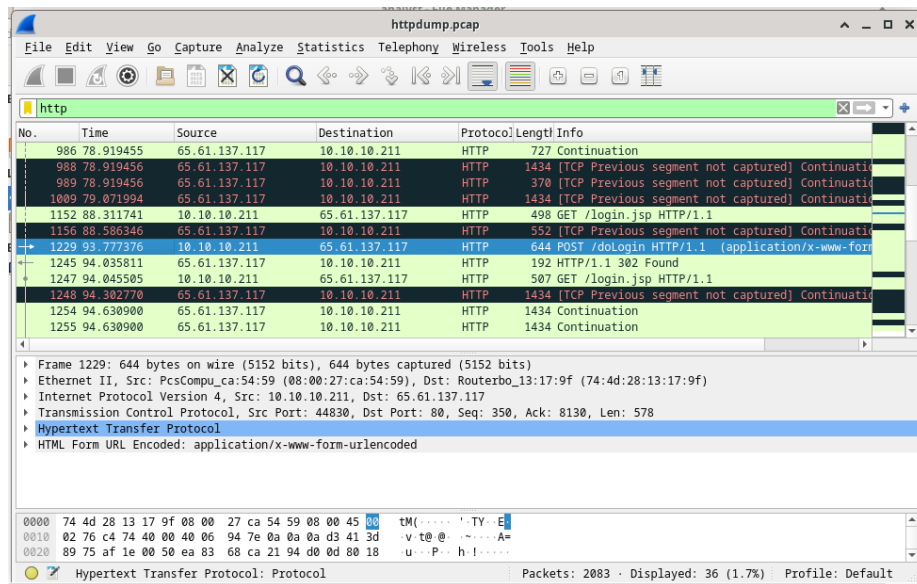 httpdump.pcap
File Edit View Go Capture Analyze Statistics Telephony Wireless Tools Help
http
No. Time Source Destination Protocol Length Info
986 78.919455 65.61.137.117 10.10.10.211 HTTP 727 Continuation
988 78.919456 65.61.137.117 10.10.10.211 HTTP 1434 [TCP Previous segment not captured] Continuatio
989 78.919456 65.61.137.117 10.10.10.211 HTTP 370 [TCP Previous segment not captured] Continuatio
1009 79.071994 65.61.137.117 10.10.10.211 HTTP 1434 [TCP Previous segment not captured] Continuatio
1152 88.311741 10.10.10.211 65.61.137.117 HTTP 498 GET /login.jsp HTTP/1.1
1156 88.586346 65.61.137.117 10.10.10.211 HTTP 552 [TCP Previous segment not captured] Continuatio
1229 93.777376 10.10.10.211 65.61.137.117 HTTP 644 POST /doLogin HTTP/1.1 (application/x-www-form
1245 94.035811 65.61.137.117 10.10.10.211 HTTP 192 HTTP/1.1 302 Found
1247 94.045505 10.10.10.211 65.61.137.117 HTTP 507 GET /login.jsp HTTP/1.1
1248 94.302770 65.61.137.117 10.10.10.211 HTTP 1434 [TCP Previous segment not captured] Continuatio
1254 94.630900 65.61.137.117 10.10.10.211 HTTP 1434 Continuation
1255 94.630900 65.61.137.117 10.10.10.211 HTTP 1434 Continuation
Frame 1229: 644 bytes on wire (5152 bits), 644 bytes captured (5152 bits)
Ethernet II, Src: PcsCompu_ca:54:59 (08:00:27:ca:54:59), Dst: Routerbo_13:17:9f (74:4d:28:13:17:9f)
Internet Protocol Version 4, Src: 10.10.10.211, Dst: 65.61.137.117
Transmission Control Protocol, Src Port: 44830, Dst Port: 80, Seq: 350, Ack: 8130, Len: 578
Hypertext Transfer Protocol
HTML Form URL Encoded: application/x-www-form-urlencoded
0000 74 4d 28 13 17 9f 08 00 27 ca 54 59 08 00 45 00 tM(····· '·TY··E·
0010 02 76 c4 74 40 00 40 06 94 7e 0a 0a 0a d3 41 3d ·v·t@·@· ·~····A=
0020 89 75 af 1e 00 50 ea 83 68 ca 21 94 d0 0d 80 18 ·u···P·· h·!·····
Hypertext Transfer Protocol: Protocol Packets: 2083 · Displayed: 36 (1.7%) Profile: Default